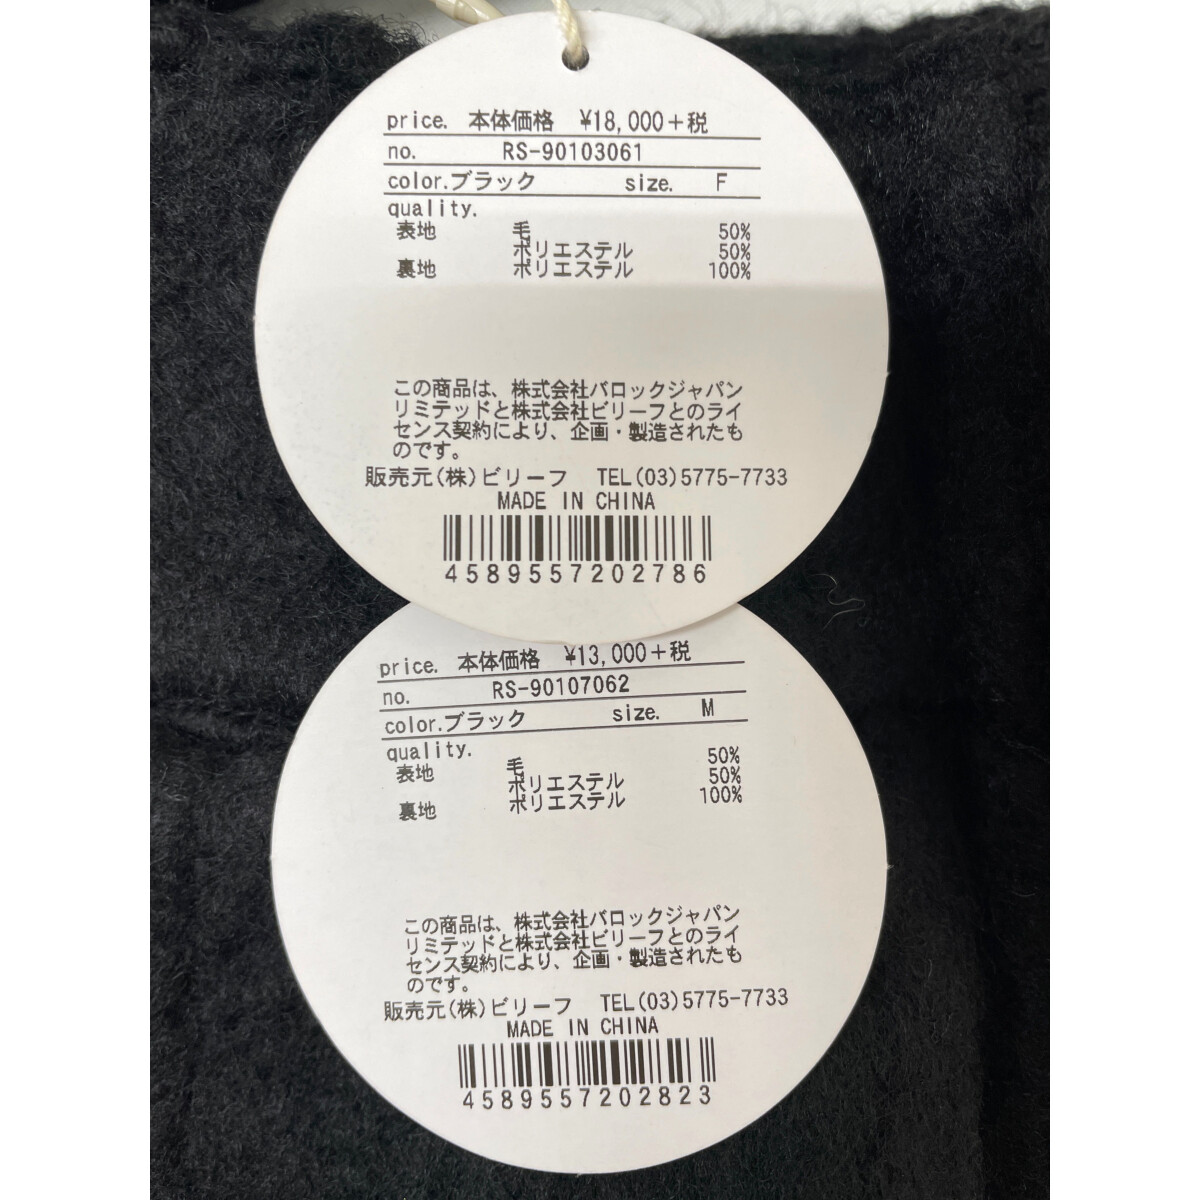 price. 本体価格 ¥18,000+税
no. RS-90103061
color.ブラック size. F
quality.
表地 毛 50%
ポリエステル 50%
裏地 ポリエステル 100%
この商品は、株式会社バロックジャパン
リミテッドと株式会社ビリーフとのライ
センス契約により、企画・製造されたも
のです。
販売元(株)ビリーフ TEL(03)5775-7733
MADE IN CHINA
4589557202786
price. 本体価格 ¥13,000+税
no. RS-90107062
color.ブラック size. M
quality.
表地 毛 50%
ポリエステル 50%
裏地 ポリエステル 100%
この商品は、株式会社バロックジャパン
リミテッドと株式会社ビリーフとのライ
センス契約により、企画・製造されたも
のです。
販売元(株)ビリーフ TEL(03)5775-7733
MADE IN CHINA
4589557202823